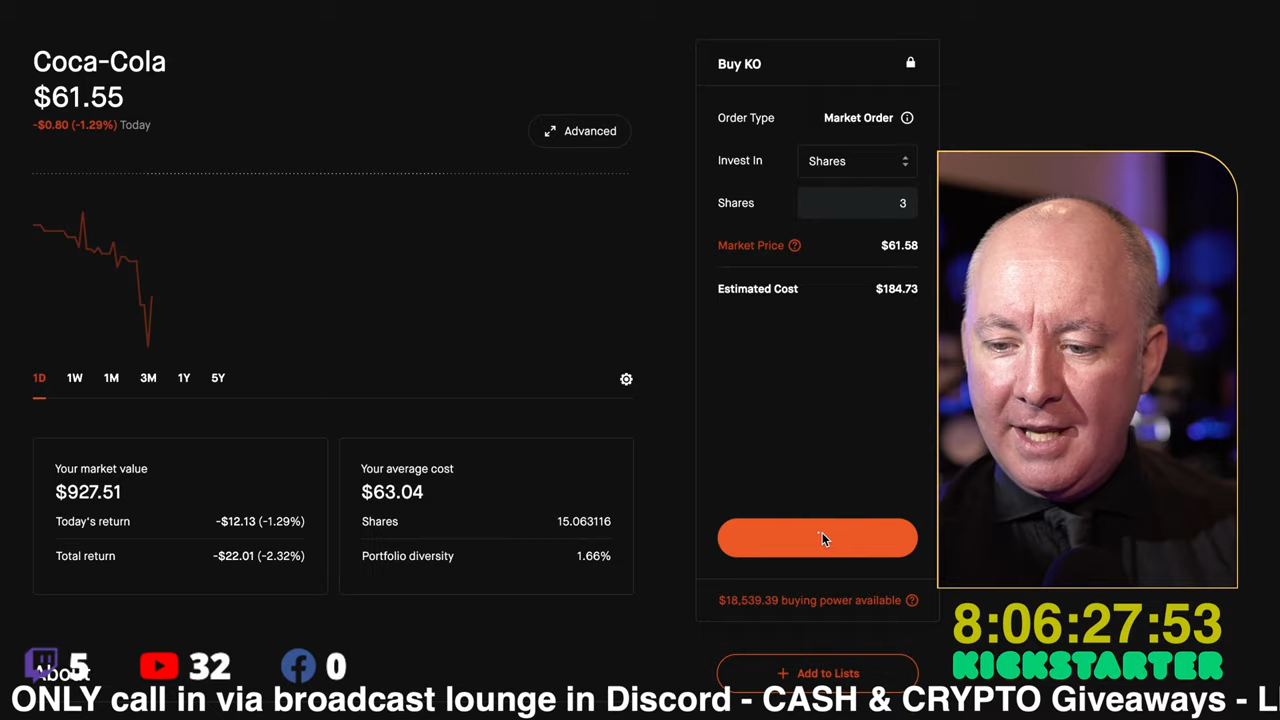 Coca-Cola
$61.55
-$0.80 (-1.29%) Today
Advanced
1D 1W 1M 3M 1Y 5Y
Your market value
$927.51
Today's return -$12.13 (-1.29%)
Total return -$22.01 (-2.32%)
Your average cost
$63.04
Shares 15.063116
Portfolio diversity 1.66%
Buy KO
Order Type Market Order
Invest In Shares
Shares 3
Market Price $61.58
Estimated Cost $184.73
$18,539.39 buying power available
+ Add to Lists
8:06:27:53
KICKSTARTER
About
5 32 0
ONLY call in via broadcast lounge in Discord - CASH & CRYPTO Giveaways - L